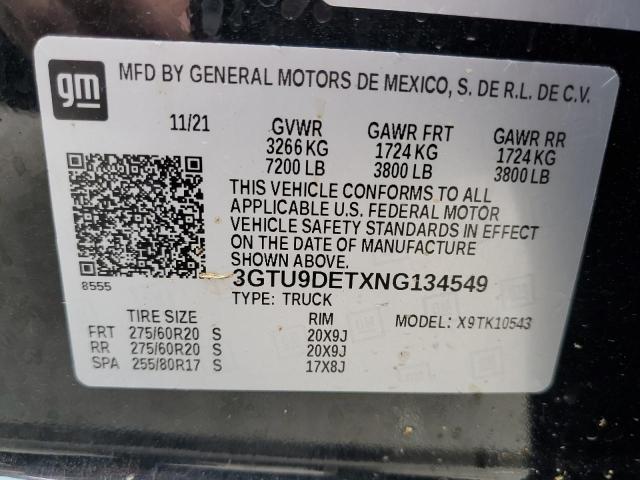 gm
MFD BY GENERAL MOTORS DE MEXICO, S. DE R.L. DE C.V.
11/21 GVWR GAWR FRT GAWR RR
3266 KG 1724 KG 1724 KG
7200 LB 3800 LB 3800 LB
THIS VEHICLE CONFORMS TO ALL
APPLICABLE U.S. FEDERAL MOTOR
VEHICLE SAFETY STANDARDS IN EFFECT
ON THE DATE OF MANUFACTURE
SHOWN ABOVE.
8555 3GTU9DETXNG134549
TYPE: TRUCK
TIRE SIZE RIM MODEL: X9TK10543
FRT 275/60R20 S 20X9J
RR 275/60R20 S 20X9J
SPA 255/80R17 S 17X8J